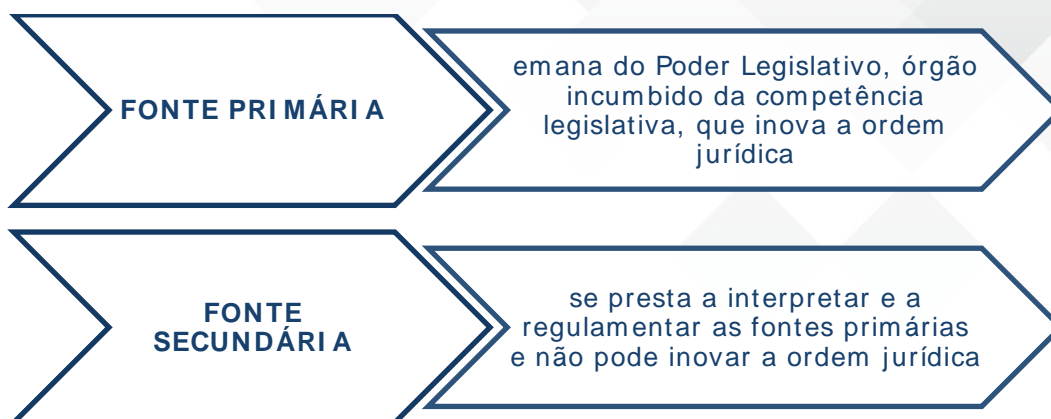 FONTE PRIMÁRIA
emana do Poder Legislativo, órgão
incumbido da competência
legislativa, que inova a ordem
jurídica
FONTE
SECUNDÁRIA
se presta a interpretar e a
regulamentar as fontes primárias
e não pode inovar a ordem jurídica